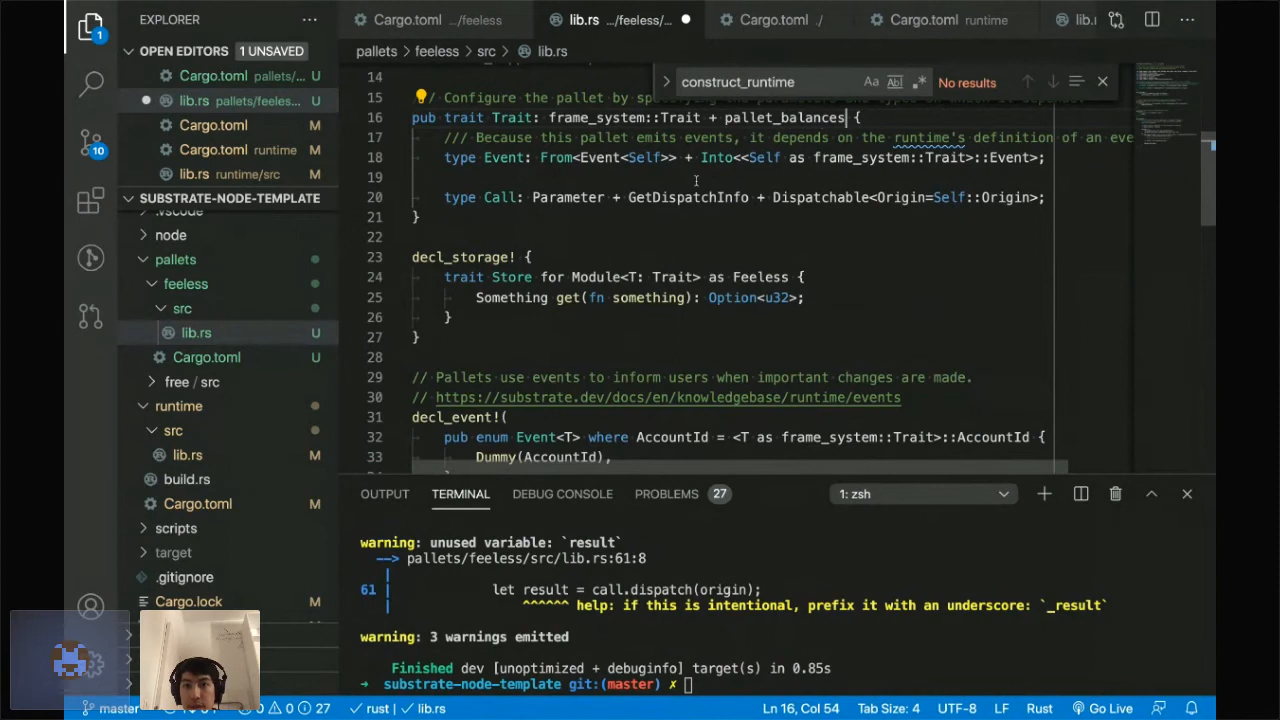 EXPLORER
Cargo.toml .../feeless
lib.rs .../feeless/...
Cargo.toml ./
Cargo.toml runtime
lib.r
1
OPEN EDITORS 1 UNSAVED
Cargo.toml pallets/... U
lib.rs pallets/feeles... U
Cargo.toml M
Cargo.toml runtime M
lib.rs runtime/src M
10
SUBSTRATE-NODE-TEMPLATE
.vscode
node
pallets
feeless
src
lib.rs U
Cargo.toml U
free / src
runtime
src
lib.rs M
build.rs
Cargo.toml M
scripts
target
.gitignore
Cargo.lock M
pallets > feeless > src > lib.rs
construct_runtime
Aa
No results
14
15 // Configure the pallet by
16 pub trait Trait: frame_system::Trait + pallet_balances {
17 /// Because this pallet emits events, it depends on the runtime's definition of an eve
18 type Event: From<Event<Self>> + Into<<Self as frame_system::Trait>::Event>;
19
20 type Call: Parameter + GetDispatchInfo + Dispatchable<Origin=Self::Origin>;
21 }
22
23 decl_storage! {
24 trait Store for Module<T: Trait> as Feeless {
25 Something get(fn something): Option<u32>;
26 }
27 }
28
29 // Pallets use events to inform users when important changes are made.
30 // https://substrate.dev/docs/en/knowledgebase/runtime/events
31 decl_event!(
32 pub enum Event<T> where AccountId = <T as frame_system::Trait>::AccountId {
33 Dummy(AccountId),
OUTPUT TERMINAL DEBUG CONSOLE PROBLEMS 27 1: zsh
warning: unused variable: `result`
--> pallets/feeless/src/lib.rs:61:8
|
61 | let result = call.dispatch(origin);
| ^^^^^^ help: if this is intentional, prefix it with an underscore: `_result`
warning: 3 warnings emitted
Finished dev [unoptimized + debuginfo] target(s) in 0.85s
➜ substrate-node-template git:(master) ✗
master
0 0 27
rust
lib.rs
Ln 16, Col 54 Tab Size: 4 UTF-8 LF Rust Go Live